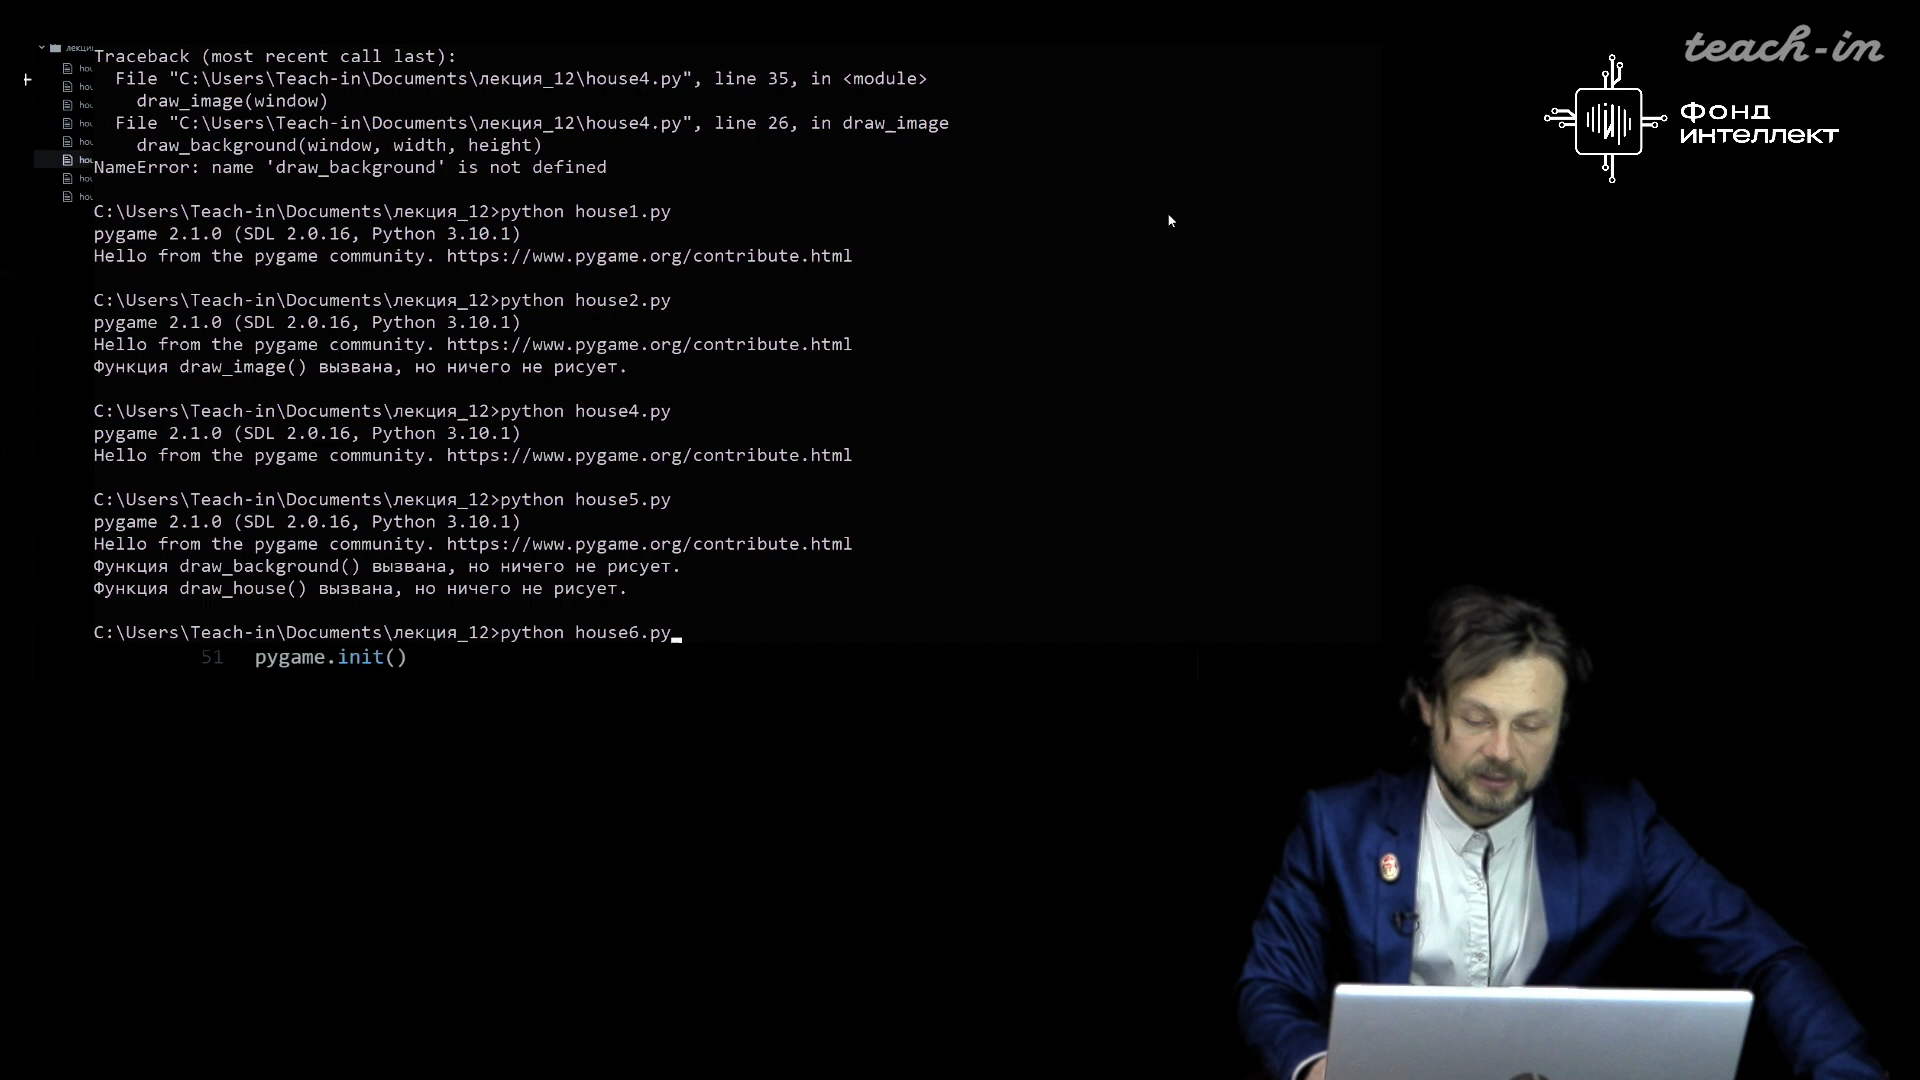 teach-in
Фонд
интеллект
лекци
Traceback (most recent call last):
File "C:\Users\Teach-in\Documents\лекция_12\house4.py", line 35, in <module>
draw_image(window)
File "C:\Users\Teach-in\Documents\лекция_12\house4.py", line 26, in draw_image
draw_background(window, width, height)
NameError: name 'draw_background' is not defined
C:\Users\Teach-in\Documents\лекция_12>python house1.py
pygame 2.1.0 (SDL 2.0.16, Python 3.10.1)
Hello from the pygame community. https://www.pygame.org/contribute.html
C:\Users\Teach-in\Documents\лекция_12>python house2.py
pygame 2.1.0 (SDL 2.0.16, Python 3.10.1)
Hello from the pygame community. https://www.pygame.org/contribute.html
Функция draw_image() вызвана, но ничего не рисует.
C:\Users\Teach-in\Documents\лекция_12>python house4.py
pygame 2.1.0 (SDL 2.0.16, Python 3.10.1)
Hello from the pygame community. https://www.pygame.org/contribute.html
C:\Users\Teach-in\Documents\лекция_12>python house5.py
pygame 2.1.0 (SDL 2.0.16, Python 3.10.1)
Hello from the pygame community. https://www.pygame.org/contribute.html
Функция draw_background() вызвана, но ничего не рисует.
Функция draw_house() вызвана, но ничего не рисует.
C:\Users\Teach-in\Documents\лекция_12>python house6.py
51 pygame.init()